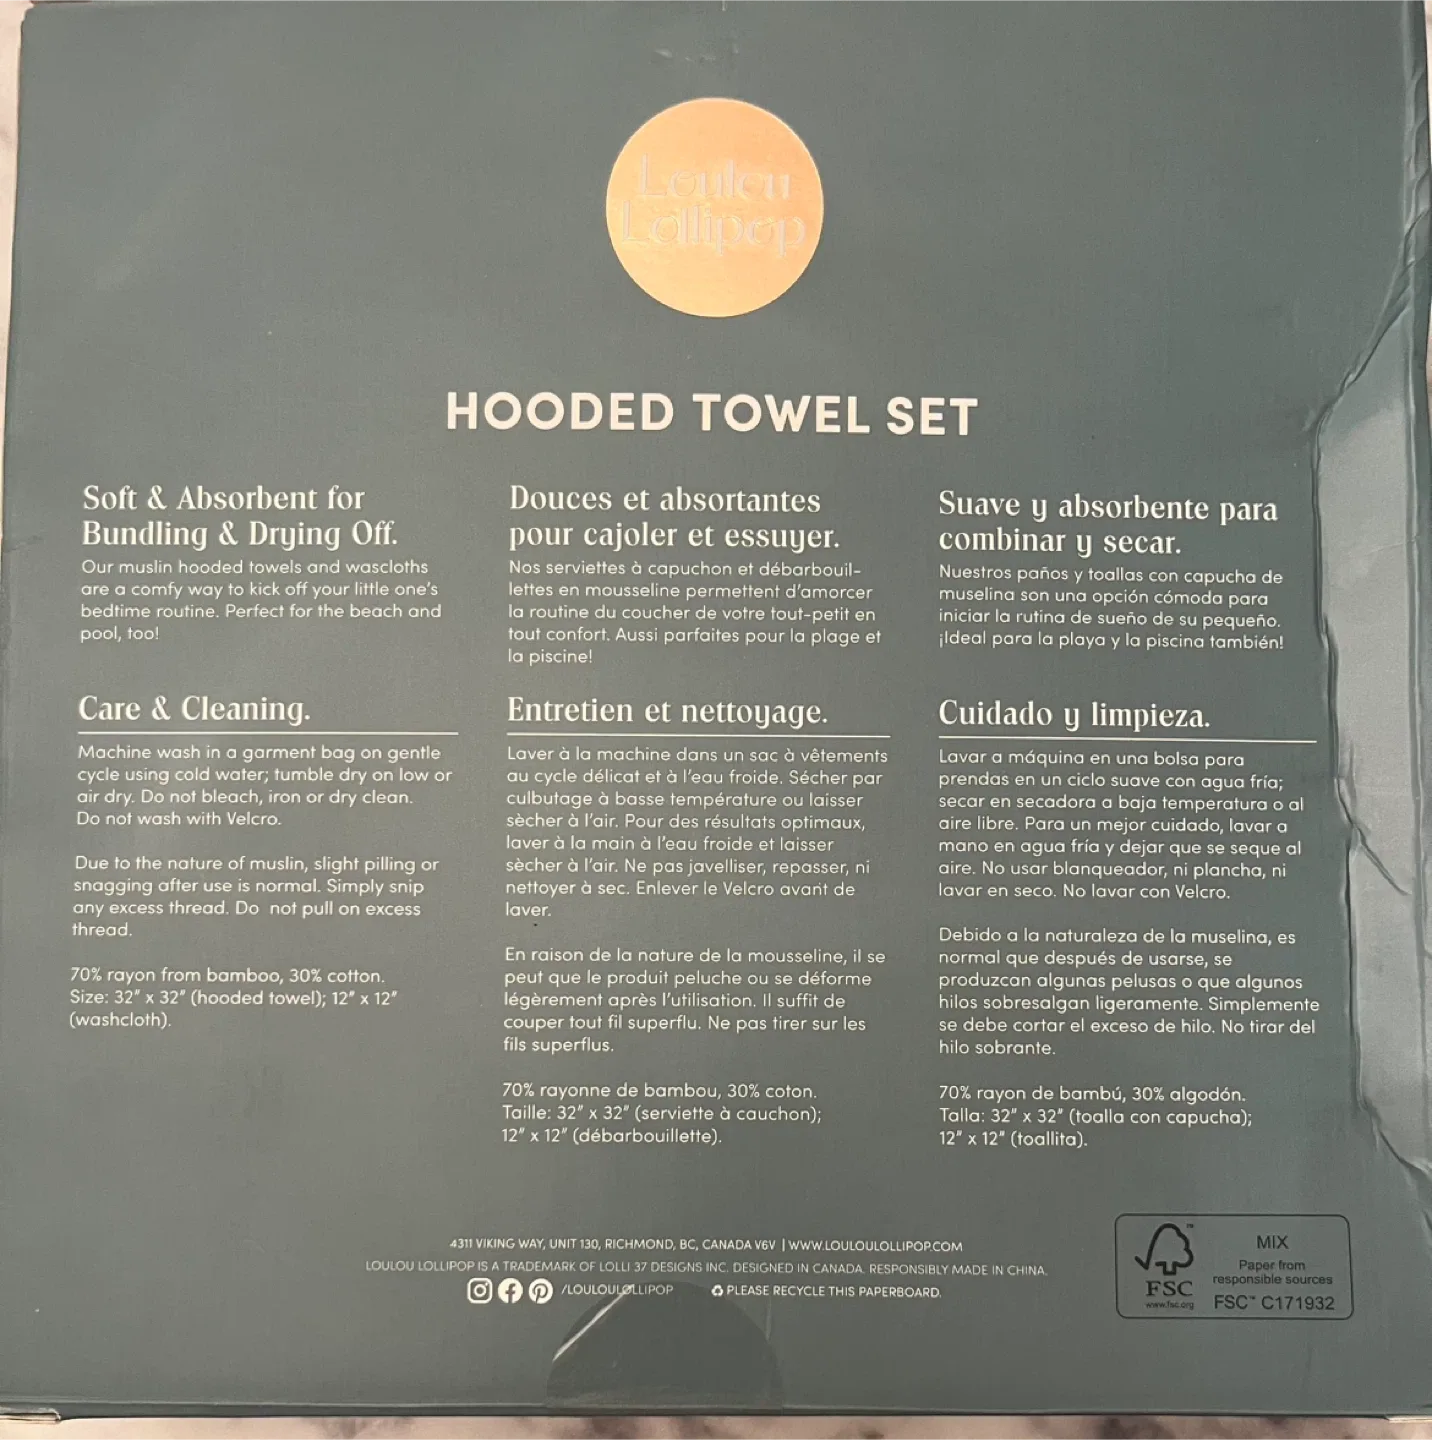 Loulou
Lollipop
HOODED TOWEL SET
Soft & Absorbent for
Bundling & Drying Off.
Our muslin hooded towels and wascloths
are a comfy way to kick off your little one's
bedtime routine. Perfect for the beach and
pool, too!
Care & Cleaning.
Machine wash in a garment bag on gentle
cycle using cold water; tumble dry on low or
air dry. Do not bleach, iron or dry clean.
Do not wash with Velcro.
Due to the nature of muslin, slight pilling or
snagging after use is normal. Simply snip
any excess thread. Do not pull on excess
thread.
70% rayon from bamboo, 30% cotton.
Size: 32" x 32" (hooded towel); 12" x 12"
(washcloth).
Douces et absortantes
pour cajoler et essuyer.
Nos serviettes à capuchon et débarbouil-
lettes en mousseline permettent d'amorcer
la routine du coucher de votre tout-petit en
tout confort. Aussi parfaites pour la plage et
la piscine!
Entretien et nettoyage.
Laver à la machine dans un sac à vêtements
au cycle délicat et à l'eau froide. Sécher par
culbutage à basse température ou laisser
sècher à l'air. Pour des résultats optimaux,
laver à la main à l'eau froide et laisser
sècher à l'air. Ne pas javelliser, repasser, ni
nettoyer à sec. Enlever le Velcro avant de
laver.
En raison de la nature de la mousseline, il se
peut que le produit peluche ou se déforme
légèrement après l'utilisation. Il suffit de
couper tout fil superflu. Ne pas tirer sur les
fils superflus.
70% rayonne de bambou, 30% coton.
Taille: 32" x 32" (serviette à cauchon);
12" x 12" (débarbouillette).
Suave y absorbente para
combinar y secar.
Nuestros paños y toallas con capucha de
muselina son una opción cómoda para
iniciar la rutina de sueño de su pequeño.
¡Ideal para la playa y la piscina también!
Cuidado y limpieza.
Lavar a máquina en una bolsa para
prendas en un ciclo suave con agua fría;
secar en secadora a baja temperatura o al
aire libre. Para un mejor cuidado, lavar a
mano en agua fría y dejar que se seque al
aire. No usar blanqueador, ni plancha, ni
lavar en seco. No lavar con Velcro.
Debido a la naturaleza de la muselina, es
normal que después de usarse, se
produzcan algunas pelusas o que algunos
hilos sobresalgan ligeramente. Simplemente
se debe cortar el exceso de hilo. No tirar del
hilo sobrante.
70% rayon de bambú, 30% algodón.
Talla: 32" x 32" (toalla con capucha);
12" x 12" (toallita).
4311 VIKING WAY, UNIT 130, RICHMOND, BC, CANADA V6V | WWW.LOULOULOLLIPOP.COM
LOULOU LOLLIPOP IS A TRADEMARK OF LOLLI 37 DESIGNS INC. DESIGNED IN CANADA. RESPONSIBLY MADE IN CHINA.
/LOULOULOLLIPOP PLEASE RECYCLE THIS PAPERBOARD.
FSC
www.fsc.org
MIX
Paper from
responsible sources
FSC™ C171932